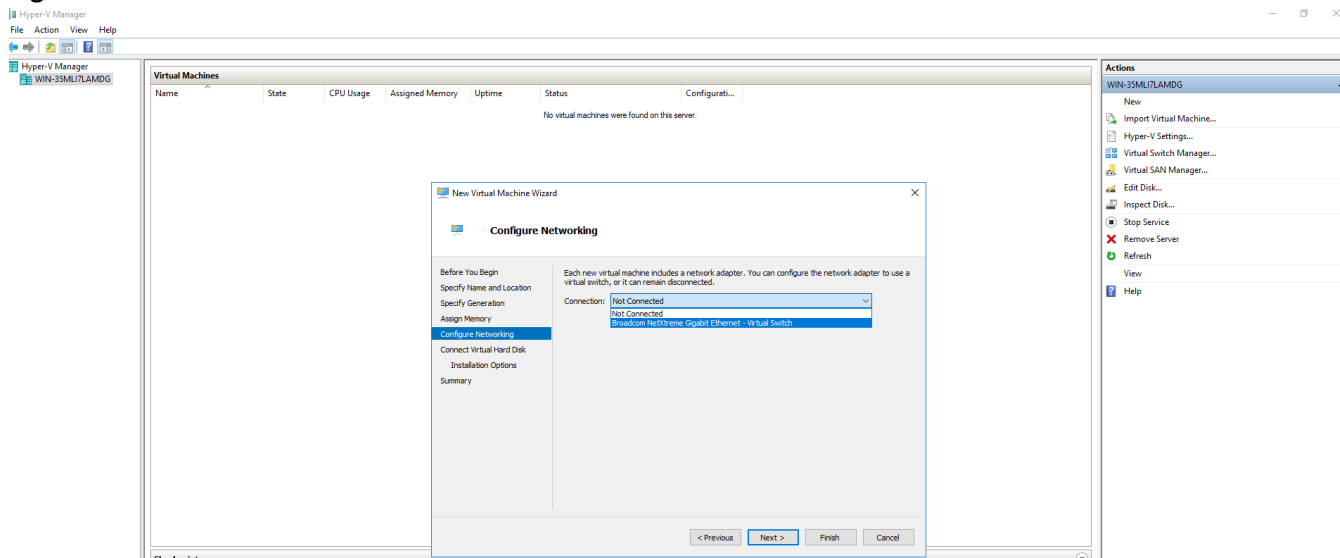 Hyper-V Manager
File Action View Help
Hyper-V Manager
WIN-35MLI7LAMDG
Virtual Machines
Name State CPU Usage Assigned Memory Uptime Status Configurati...
No virtual machines were found on this server.
New Virtual Machine Wizard
Configure Networking
Before You Begin
Specify Name and Location
Specify Generation
Assign Memory
Configure Networking
Connect Virtual Hard Disk
Installation Options
Summary
Each new virtual machine includes a network adapter. You can configure the network adapter to use a
virtual switch, or it can remain disconnected.
Connection: Not Connected
Not Connected
Broadcom NetXtreme Gigabit Ethernet - Virtual Switch
< Previous Next > Finish Cancel
Actions
WIN-35MLI7LAMDG
New
Import Virtual Machine...
Hyper-V Settings...
Virtual Switch Manager...
Virtual SAN Manager...
Edit Disk...
Inspect Disk...
Stop Service
Remove Server
Refresh
View
Help